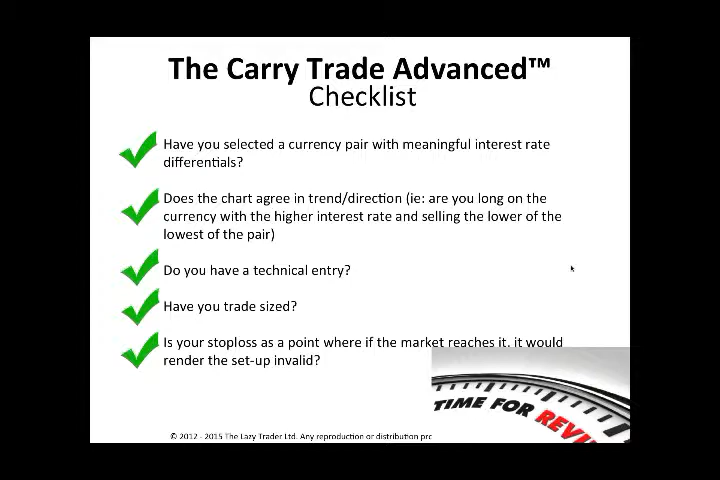 The Carry Trade Advanced™
Checklist
Have you selected a currency pair with meaningful interest rate
differentials?
Does the chart agree in trend/direction (ie: are you long on the
currency with the higher interest rate and selling the lower of the
lowest of the pair)
Do you have a technical entry?
Have you trade sized?
Is your stoploss as a point where if the market reaches it, it would
render the set-up invalid?
TIME FOR REVI
© 2012 - 2015 The Lazy Trader Ltd. Any reproduction or distribution prc